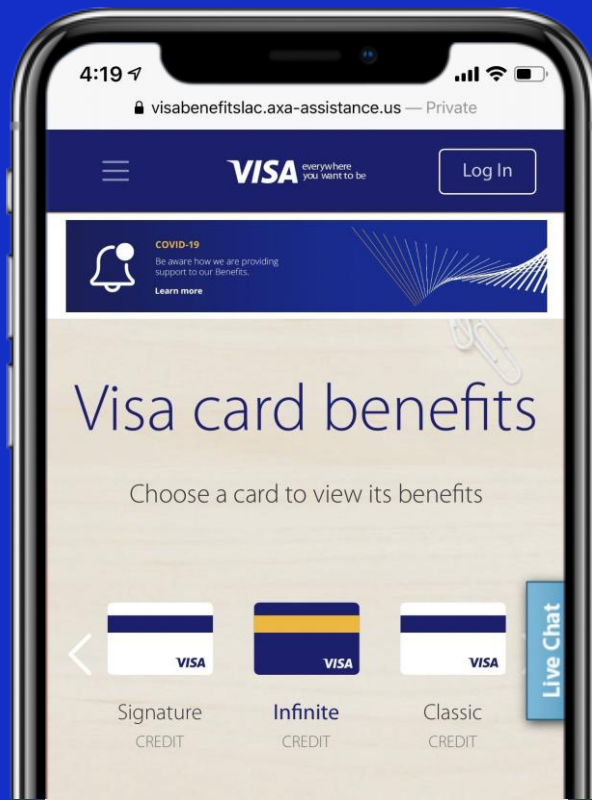 4:19
visabenefitslac.axa-assistance.us — Private
VISA everywhere
you want to be
Log In
COVID-19
Be aware how we are providing
support to our Benefits.
Learn more
Visa card benefits
Choose a card to view its benefits
VISA
VISA
VISA
Live Chat
Signature
Infinite
Classic
CREDIT
CREDIT
CREDIT